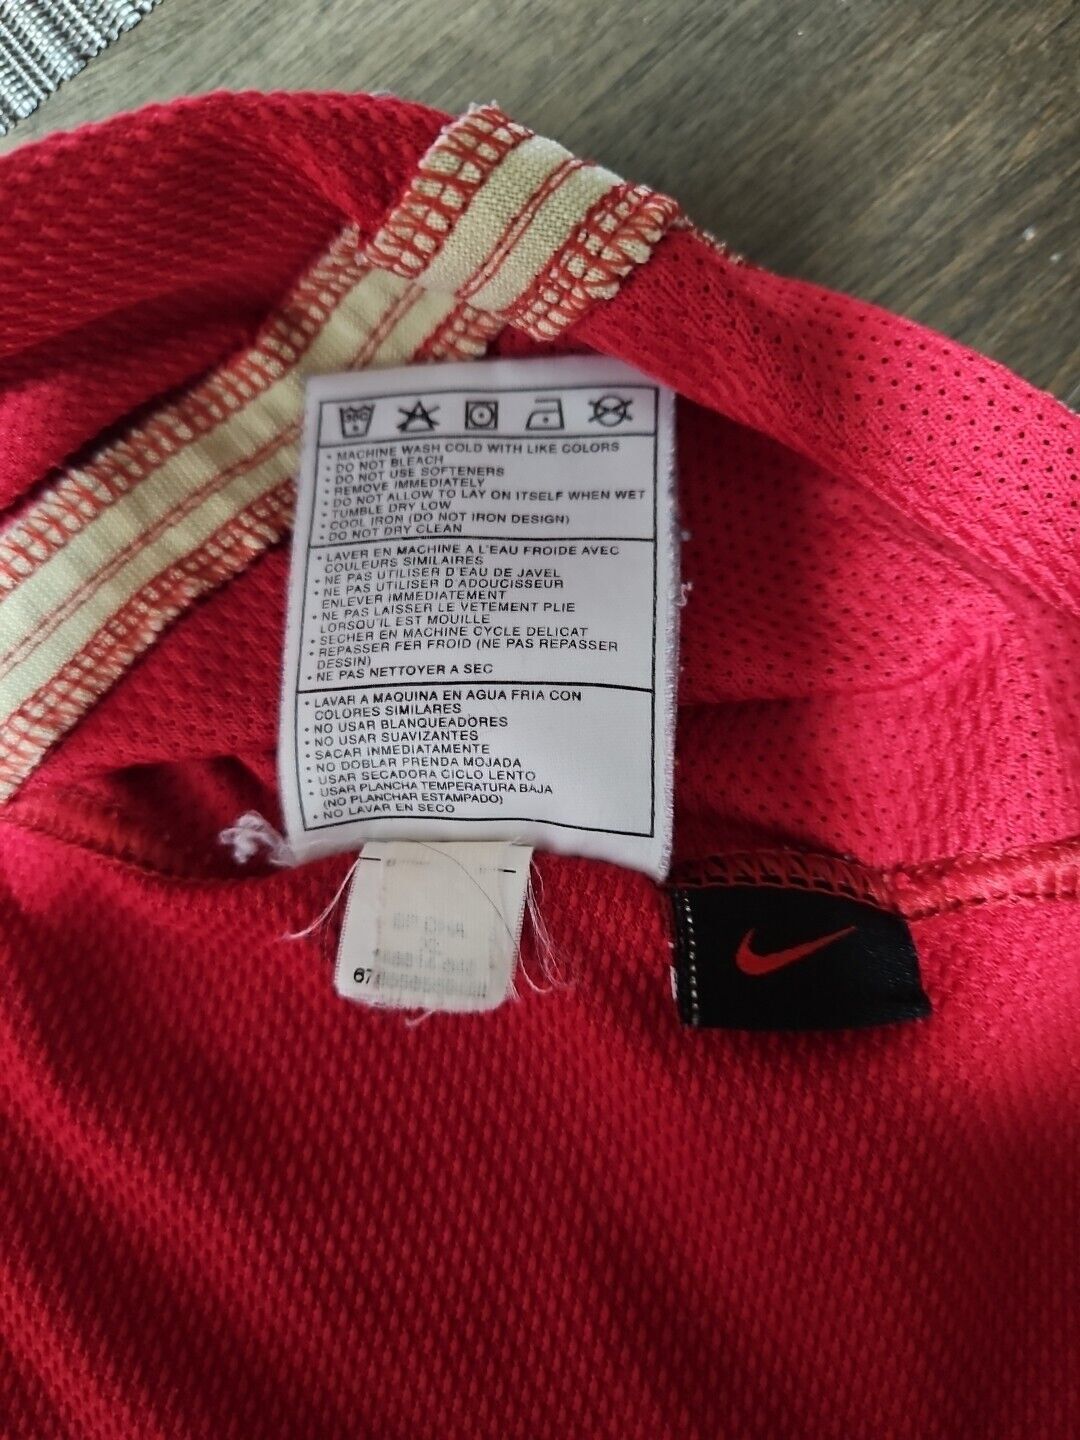 • MACHINE WASH COLD WITH LIKE COLORS
• DO NOT BLEACH
• DO NOT USE SOFTENERS
• REMOVE IMMEDIATELY
• DO NOT ALLOW TO LAY ON ITSELF WHEN WET
• TUMBLE DRY LOW
• COOL IRON (DO NOT IRON DESIGN)
• DO NOT DRY CLEAN
• LAVER EN MACHINE A L'EAU FROIDE AVEC
COULEURS SIMILAIRES
• NE PAS UTILISER D'EAU DE JAVEL
• NE PAS UTILISER D'ADOUCISSEUR
ENLEVER IMMEDIATEMENT
• NE PAS LAISSER LE VETEMENT PLIE
LORSQU'IL EST MOUILLE
• SECHER EN MACHINE CYCLE DELICAT
• REPASSER FER FROID (NE PAS REPASSER
DESSIN)
• NE PAS NETTOYER A SEC
• LAVAR A MAQUINA EN AGUA FRIA CON
COLORES SIMILARES
• NO USAR BLANQUEADORES
• NO USAR SUAVIZANTES
• SACAR INMEDIATAMENTE
• NO DOBLAR PRENDA MOJADA
• USAR SECADORA CICLO LENTO
• USAR PLANCHA TEMPERATURA BAJA
(NO PLANCHAR ESTAMPADO)
• NO LAVAR EN SECO
67